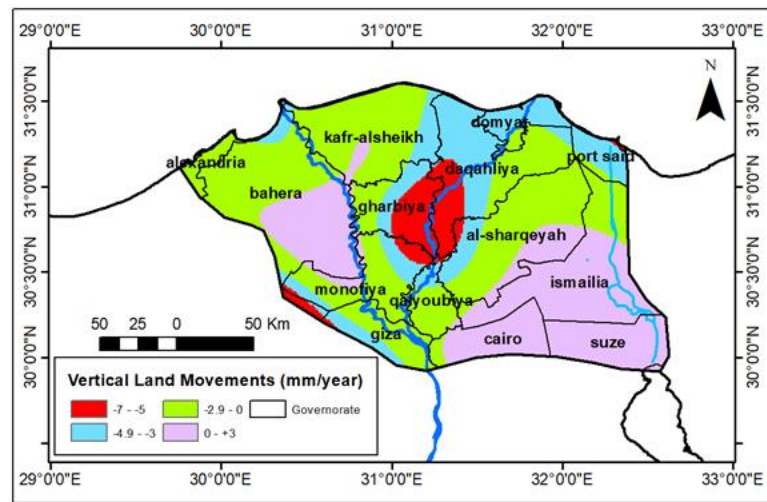 29°0'0"E 30°0'0"E 31°0'0"E 32°0'0"E 33°0'0"E
31°30'0"N 31°30'0"N
31°0'0"N 31°0'0"N
30°30'0"N 30°30'0"N
30°0'0"N 30°0'0"N
N
domyat
kafr-alsheikh
port said
alexandria
daqahliya
bahera
gharbiya
al-sharqeyah
ismailia
monofiya
qalyoubiya
giza
cairo
suze
50 25 0 50 Km
Vertical Land Movements (mm/year)
-7 - -5
-2.9 - 0
Governorate
-4.9 - -3
0 - +3
29°0'0"E 30°0'0"E 31°0'0"E 32°0'0"E 33°0'0"E